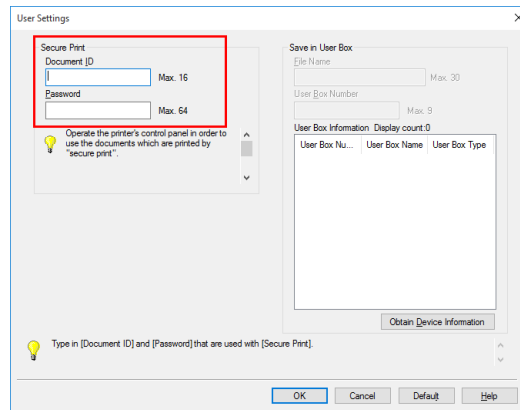 User Settings
Secure Print
Document ID
Max. 16
Password
Max. 64
Operate the printer's control panel in order to
use the documents which are printed by
"secure print".
Save in User Box
File Name
Max. 30
User Box Number
Max. 9
User Box Information Display count:0
User Box Nu... User Box Name User Box Type
Obtain Device Information
Type in [Document ID] and [Password] that are used with [Secure Print].
OK Cancel Default Help